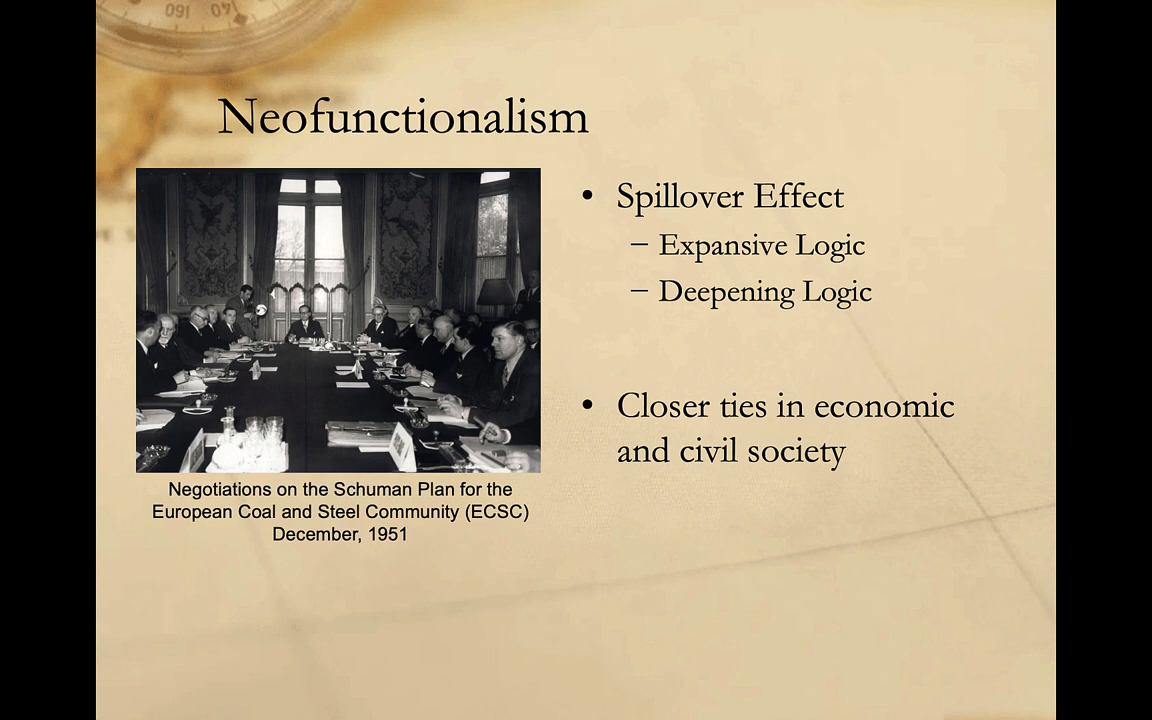 Neofunctionalism
• Spillover Effect
– Expansive Logic
– Deepening Logic
• Closer ties in economic
and civil society
Negotiations on the Schuman Plan for the
European Coal and Steel Community (ECSC)
December, 1951